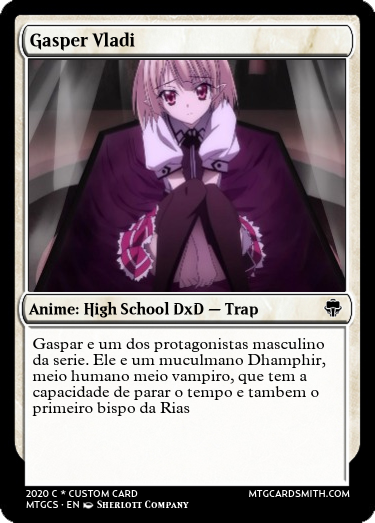 Gasper Vladi
Anime: High School DxD — Trap
Gaspar e um dos protagonistas masculino
da serie. Ele e um muculmano Dhamphir,
meio humano meio vampiro, que tem a
capacidade de parar o tempo e tambem o
primeiro bispo da Rias
2020 C * CUSTOM CARD
MTGCARDSMITH.COM
MTGCS · EN SHERLOTT COMPANY